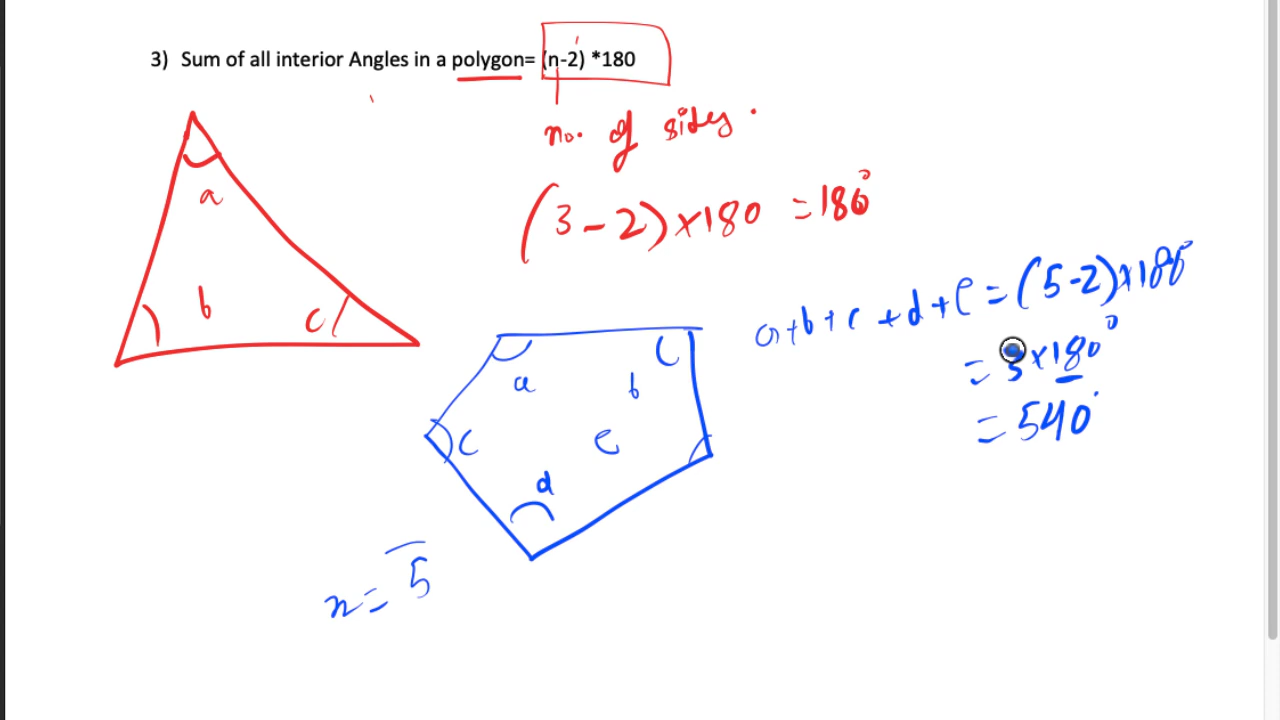 3) Sum of all interior Angles in a polygon= (n-2) *180
no. of sides.
(3-2)×180 =180°
a
b
c
a+b+c+d+e=(5-2)×180°
=3×180°
=540°
a
b
c
e
d
n=5